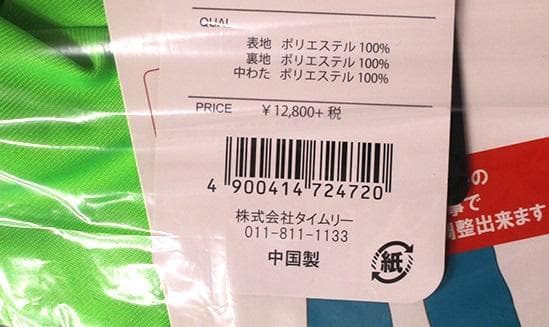 QUAL
表地 ポリエステル 100%
裏地 ポリエステル 100%
中わた ポリエステル 100%
PRICE ¥12,800+税
4 900414 724720
株式会社タイムリー
011-811-1133
中国製
紙
の
事で
調整出来ます